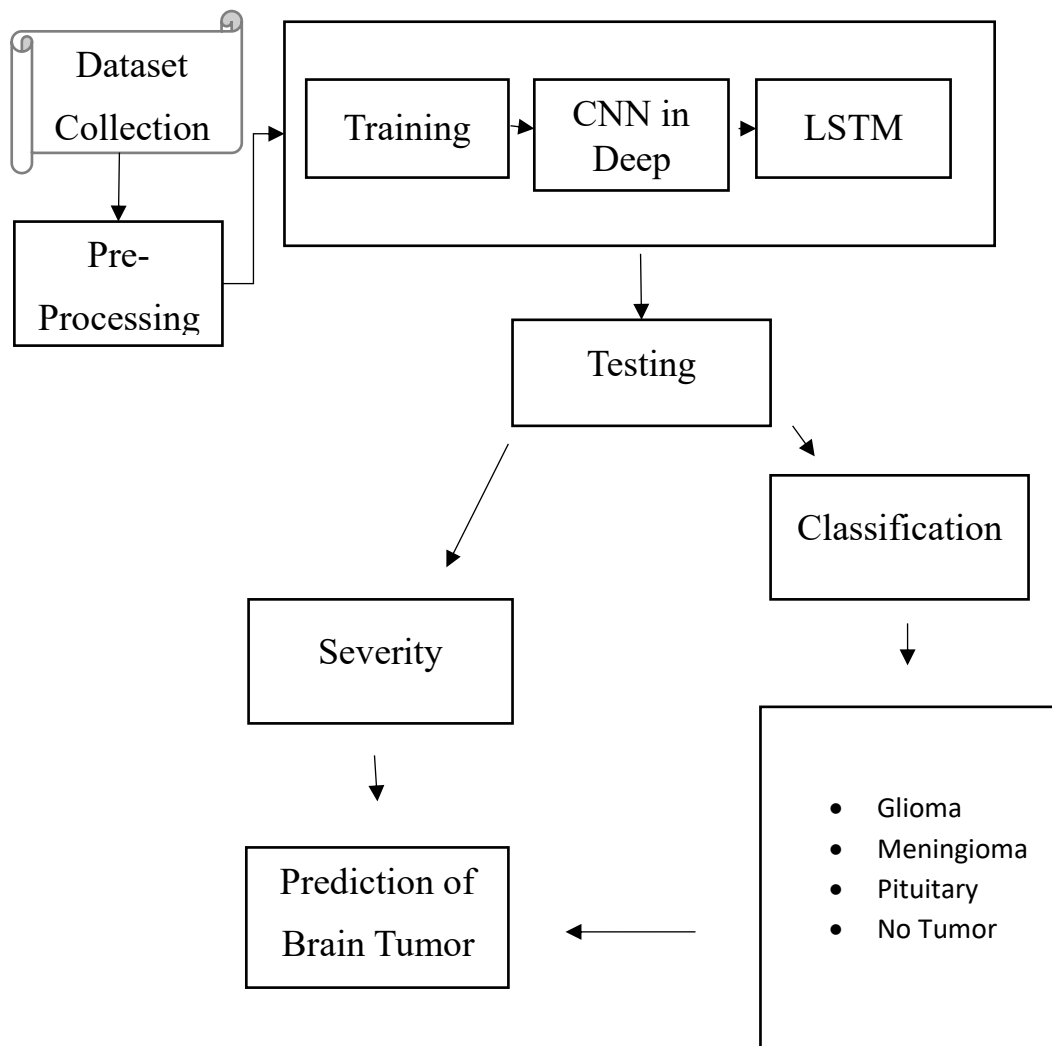 Dataset
Collection
Pre-
Processing
Training
CNN in
Deep
LSTM
Testing
Classification
Severity
• Glioma
• Meningioma
• Pituitary
• No Tumor
Prediction of
Brain Tumor